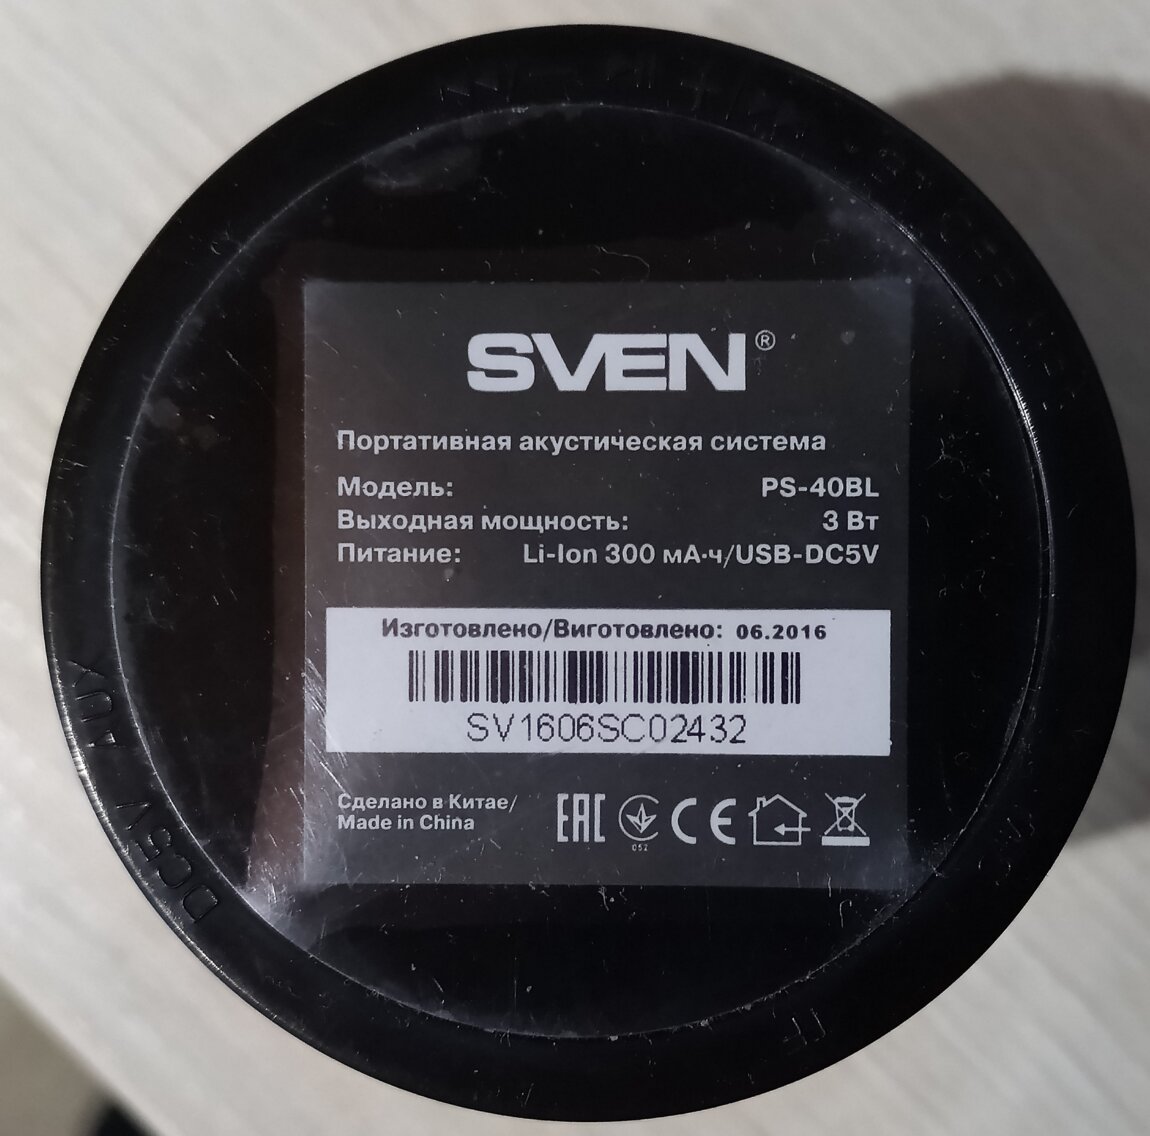 SVEN®
Портативная акустическая система
Модель: PS-40BL
Выходная мощность: 3 Вт
Питание: Li-Ion 300 мА·ч/USB-DC5V
Изготовлено/Виготовлено: 06.2016
SV1606SC02432
Сделано в Китае/
Made in China
EAC
052
CE
DC5V AUX